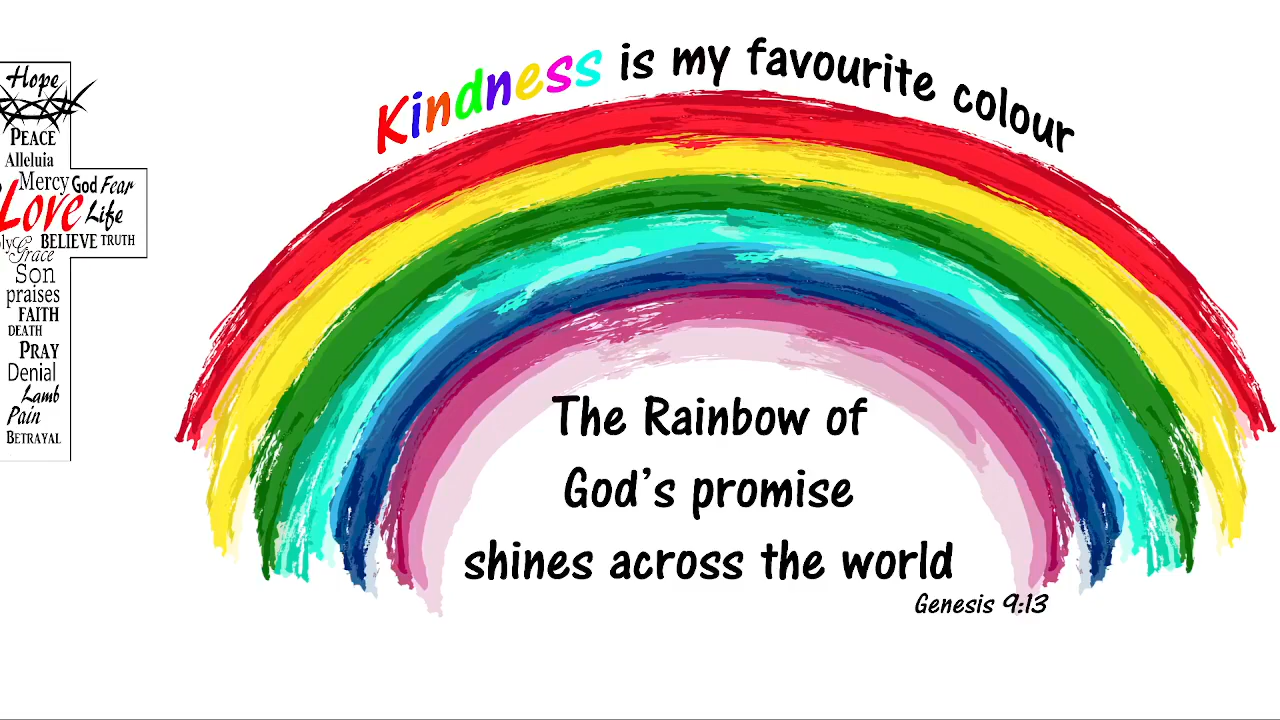 Kindness is my favourite colour
Hope
PEACE
Alleluia
Mercy God Fear
LOVE Life
Grace BELIEVE TRUTH
Son
praises
FAITH
DEATH
PRAY
Denial
Lamb
Pain
BETRAYAL
The Rainbow of
God's promise
shines across the world
Genesis 9:13